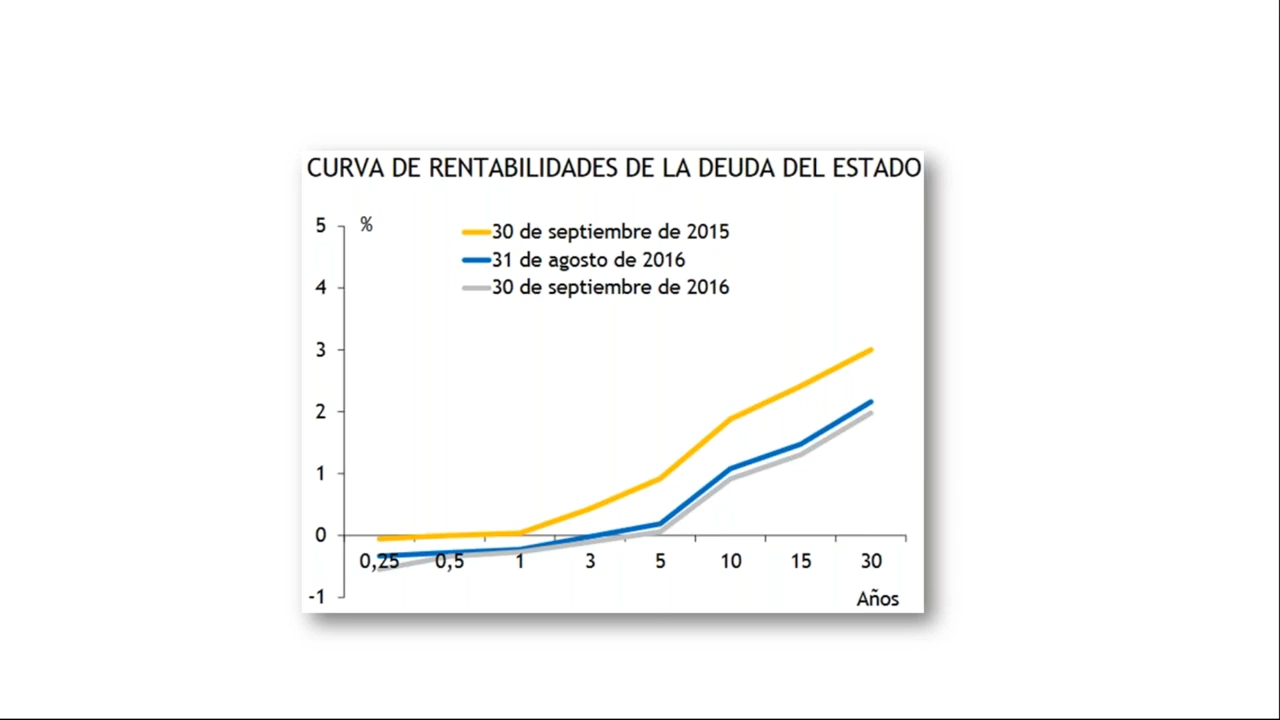 CURVA DE RENTABILIDADES DE LA DEUDA DEL ESTADO
5 %
30 de septiembre de 2015
31 de agosto de 2016
4
30 de septiembre de 2016
3
2
1
0
0,25 0,5 1 3 5 10 15 30
-1
Años